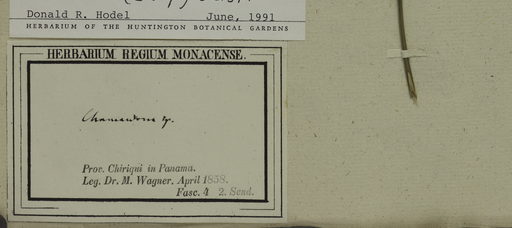 Donald R. Hodel June, 1991
HERBARIUM OF THE HUNTINGTON BOTANICAL GARDENS
HERBARIUM REGIUM MONACENSE.
Chamaedorea sp.
Prov. Chiriqui in Panama.
Leg. Dr. M. Wagner. April 1858.
Fasc. 4 2. Send.